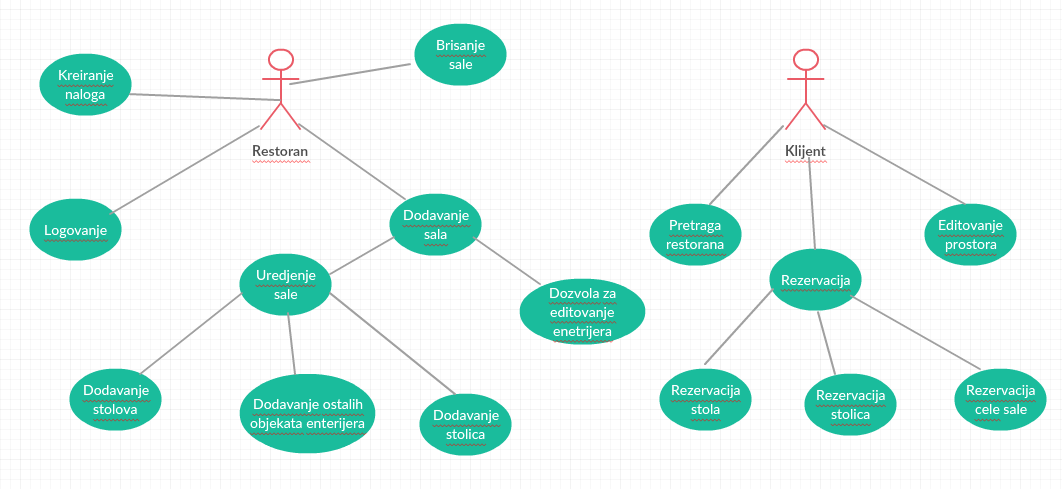 Kreiranje
naloga
Brisanje
sale
Restoran
Logovanje
Dodavanje
sala
Uredjenje
sale
Dozvola za
editovanje
enetrijera
Dodavanje
stolova
Dodavanje ostalih
objekata enterijera
Dodavanje
stolica
Klijent
Pretraga
restorana
Rezervacija
Editovanje
prostora
Rezervacija
stola
Rezervacija
stolica
Rezervacija
cele sale